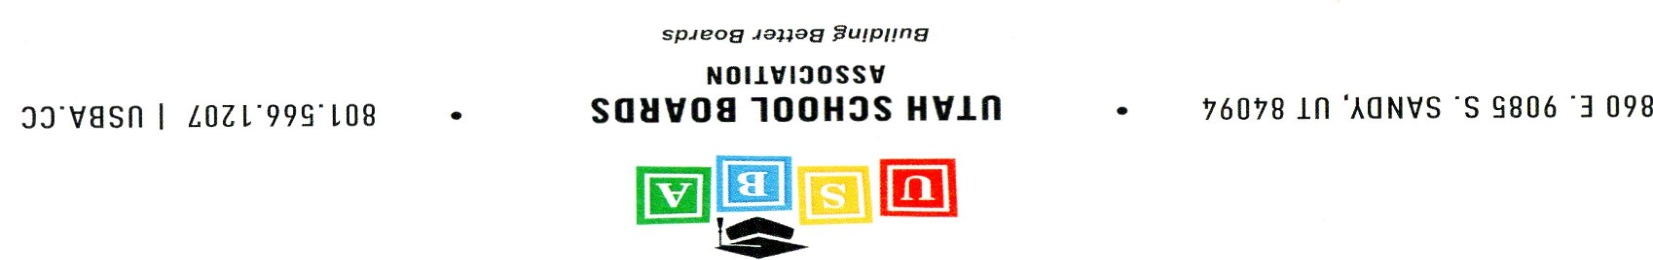 U S B A
860 E. 9085 S. SANDY, UT 84094 • UTAH SCHOOL BOARDS • 801.566.1207 | USBA.CC
ASSOCIATION
Building Better Boards